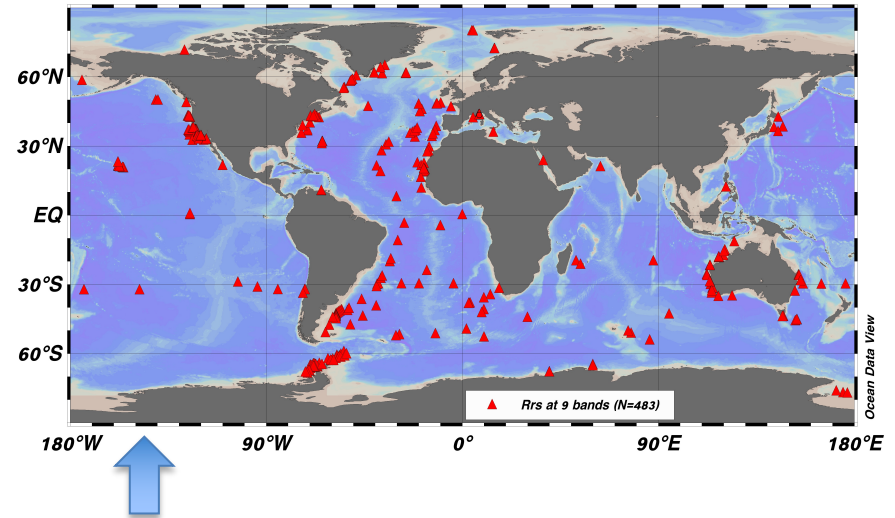 60°N
30°N
EQ
30°S
60°S
Rrs at 9 bands (N=483)
Ocean Data View
180°W 90°W 0° 90°E 180°E